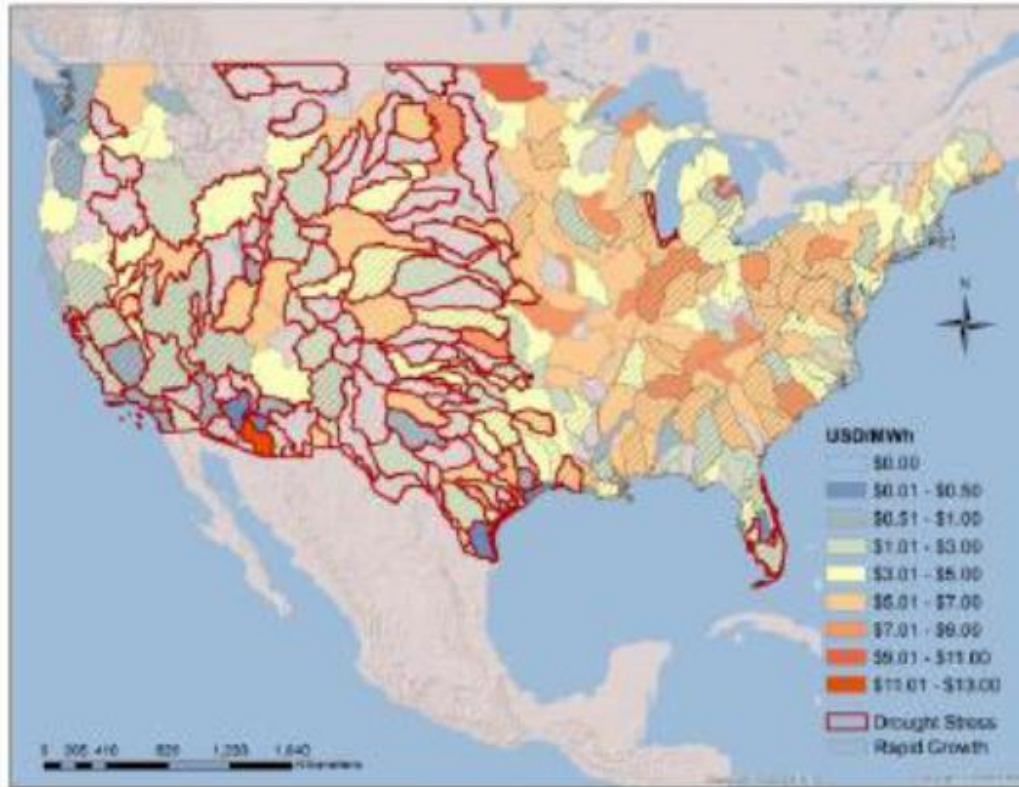 N
USD/MWh
$0.00
$0.01 - $0.50
$0.51 - $1.00
$1.01 - $3.00
$3.01 - $5.00
$5.01 - $7.00
$7.01 - $9.00
$9.01 - $11.00
$11.01 - $13.00
Drought Stress
Rapid Growth
0 205 410 820 1,230 1,640
Kilometers